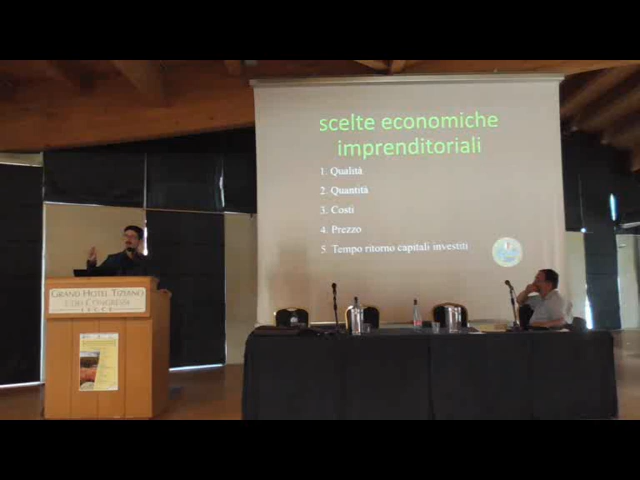 scelte economiche
imprenditoriali
1. Qualità
2. Quantità
3. Costi
4. Prezzo
5. Tempo ritorno capitali investiti
GRAND HOTEL TIZIANO
E DEI CONGRESSI
LECCE